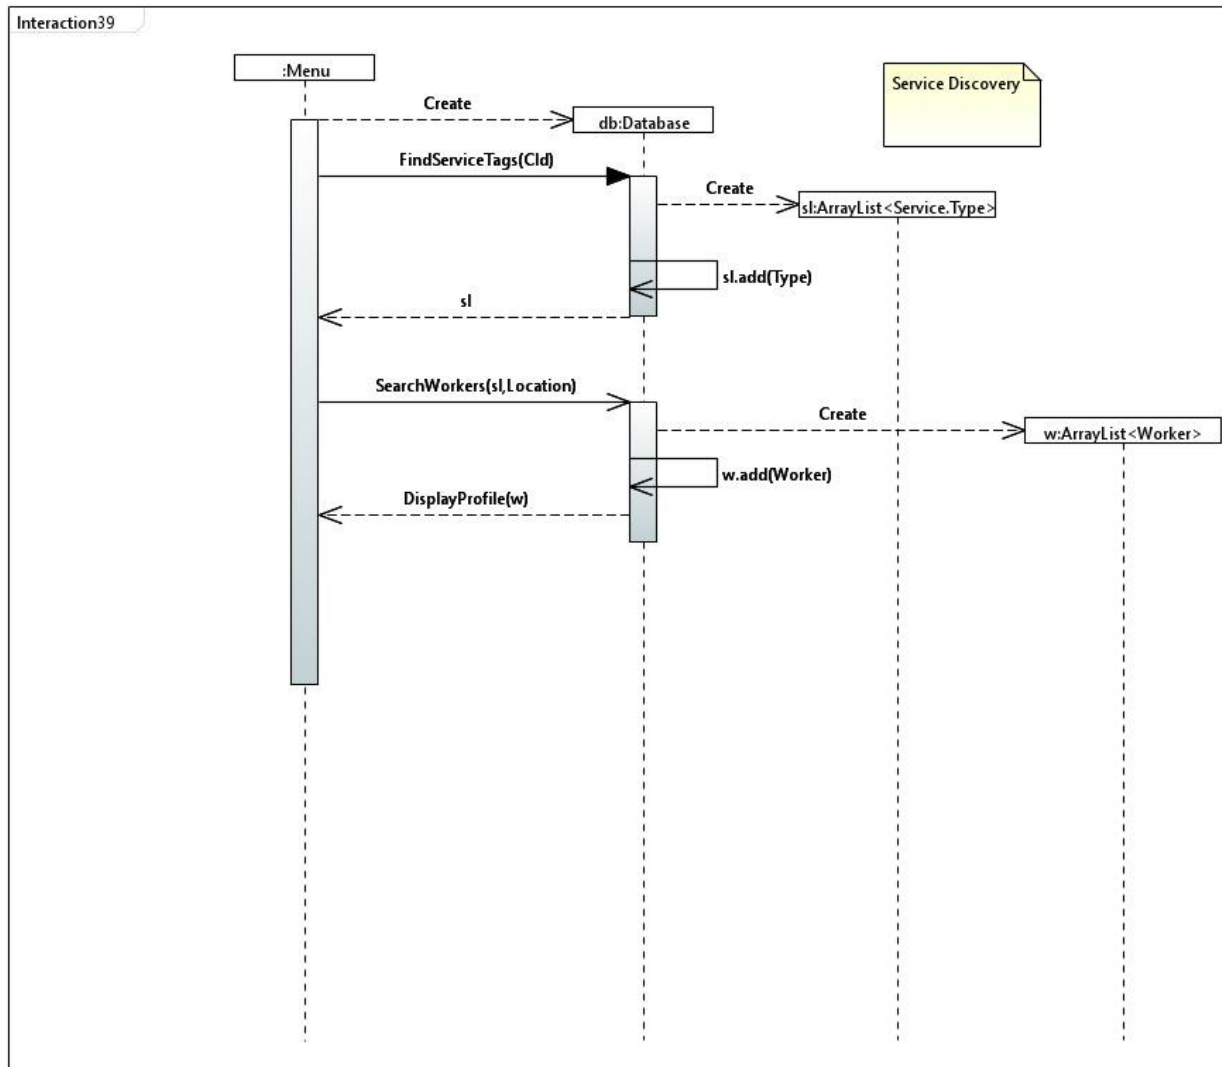 Interaction39
:Menu
Service Discovery
Create
db:Database
FindServiceTags(CId)
Create
sl:ArrayList<Service.Type>
sl.add(Type)
sl
SearchWorkers(sl,Location)
Create
w:ArrayList<Worker>
w.add(Worker)
DisplayProfile(w)